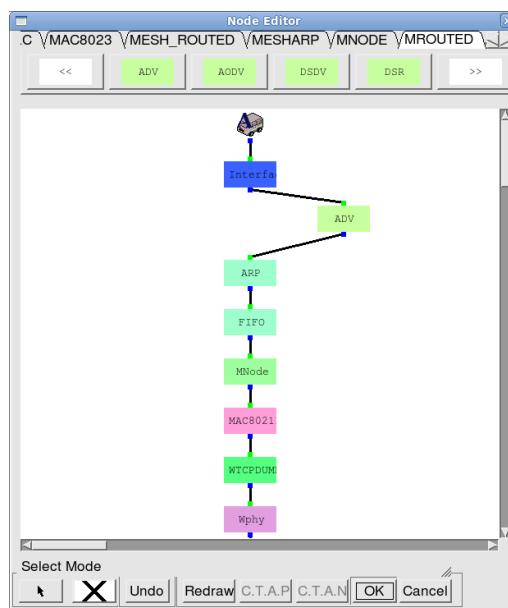 Node Editor
.C MAC8023 MESH_ROUTED MESHARP MNODE MROUTED
<< ADV AODV DSDV DSR >>
Interfa
ADV
ARP
FIFO
MNode
MAC8021
WTCPDUM
Wphy
Select Mode
Undo Redraw C.T.A.P C.T.A.N OK Cancel